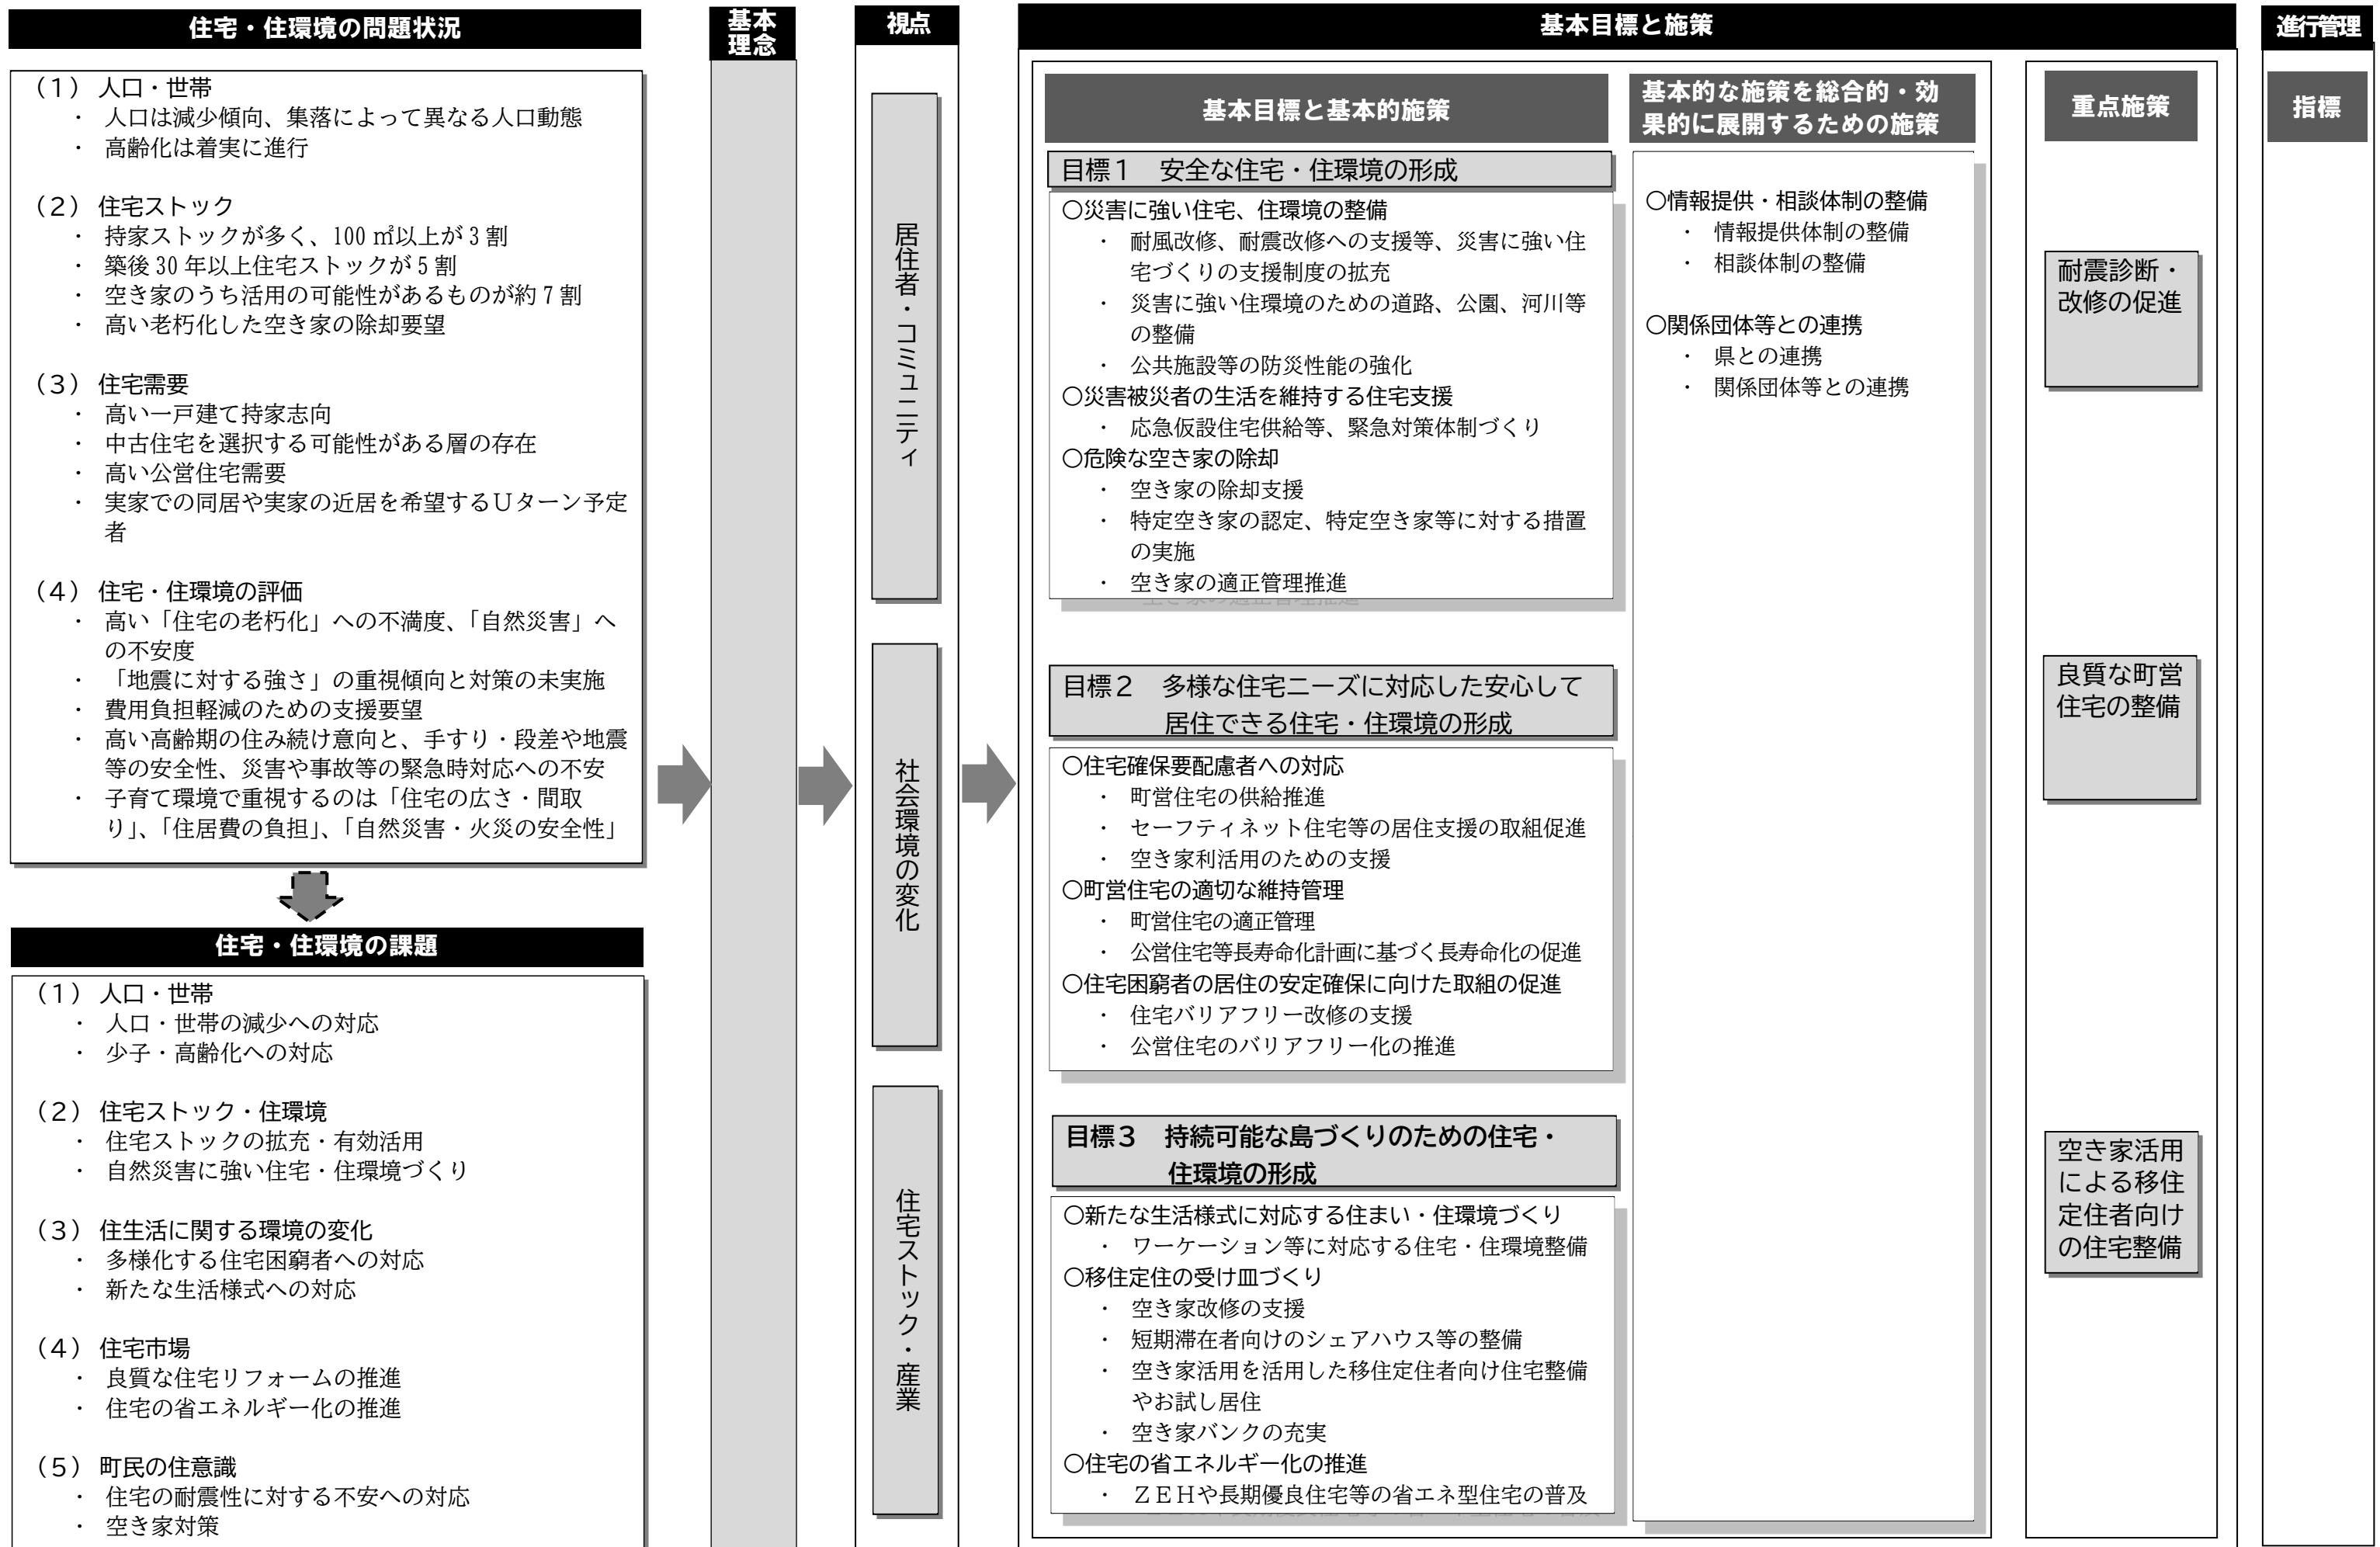 住宅・住環境の問題状況
（１） 人口・世帯
・ 人口は減少傾向、集落によって異なる人口動態
・ 高齢化は着実に進行
（２） 住宅ストック
・ 持家ストックが多く、100 ㎡以上が３割
・ 築後 30 年以上住宅ストックが５割
・ 空き家のうち活用の可能性があるものが約７割
・ 高い老朽化した空き家の除却要望
（３） 住宅需要
・ 高い一戸建て持家志向
・ 中古住宅を選択する可能性がある層の存在
・ 高い公営住宅需要
・ 実家での同居や実家の近居を希望するＵターン予定
者
（４） 住宅・住環境の評価
・ 高い「住宅の老朽化」への不満度、「自然災害」へ
の不安度
・ 「地震に対する強さ」の重視傾向と対策の未実施
・ 費用負担軽減のための支援要望
・ 高い高齢期の住み続け意向と、手すり・段差や地震
等の安全性、災害や事故等の緊急時対応への不安
・ 子育て環境で重視するのは「住宅の広さ・間取
り」、「住居費の負担」、「自然災害・火災の安全性」
住宅・住環境の課題
（１） 人口・世帯
・ 人口・世帯の減少への対応
・ 少子・高齢化への対応
（２） 住宅ストック・住環境
・ 住宅ストックの拡充・有効活用
・ 自然災害に強い住宅・住環境づくり
（３） 住生活に関する環境の変化
・ 多様化する住宅困窮者への対応
・ 新たな生活様式への対応
（４） 住宅市場
・ 良質な住宅リフォームの推進
・ 住宅の省エネルギー化の推進
（５） 町民の住意識
・ 住宅の耐震性に対する不安への対応
・ 空き家対策
基本
理念
視点
居住者・コミュニティ
社会環境の変化
住宅ストック・産業
基本目標と施策
基本目標と基本的施策
目標１　安全な住宅・住環境の形成
〇災害に強い住宅、住環境の整備
・ 耐風改修、耐震改修への支援等、災害に強い住
宅づくりの支援制度の拡充
・ 災害に強い住環境のための道路、公園、河川等
の整備
・ 公共施設等の防災性能の強化
〇災害被災者の生活を維持する住宅支援
・ 応急仮設住宅供給等、緊急対策体制づくり
〇危険な空き家の除却
・ 空き家の除却支援
・ 特定空き家の認定、特定空き家等に対する措置
の実施
・ 空き家の適正管理推進
目標２　多様な住宅ニーズに対応した安心して
居住できる住宅・住環境の形成
〇住宅確保要配慮者への対応
・ 町営住宅の供給推進
・ セーフティネット住宅等の居住支援の取組促進
・ 空き家利活用のための支援
〇町営住宅の適切な維持管理
・ 町営住宅の適正管理
・ 公営住宅等長寿命化計画に基づく長寿命化の促進
〇住宅困窮者の居住の安定確保に向けた取組の促進
・ 住宅バリアフリー改修の支援
・ 公営住宅のバリアフリー化の推進
目標３　持続可能な島づくりのための住宅・
住環境の形成
〇新たな生活様式に対応する住まい・住環境づくり
・ ワーケーション等に対応する住宅・住環境整備
〇移住定住の受け皿づくり
・ 空き家改修の支援
・ 短期滞在者向けのシェアハウス等の整備
・ 空き家活用を活用した移住定住者向け住宅整備
やお試し居住
・ 空き家バンクの充実
〇住宅の省エネルギー化の推進
・ ＺＥＨや長期優良住宅等の省エネ型住宅の普及
基本的な施策を総合的・効
果的に展開するための施策
〇情報提供・相談体制の整備
・ 情報提供体制の整備
・ 相談体制の整備
〇関係団体等との連携
・ 県との連携
・ 関係団体等との連携
重点施策
耐震診断・
改修の促進
良質な町営
住宅の整備
空き家活用
による移住
定住者向け
の住宅整備
進行管理
指標